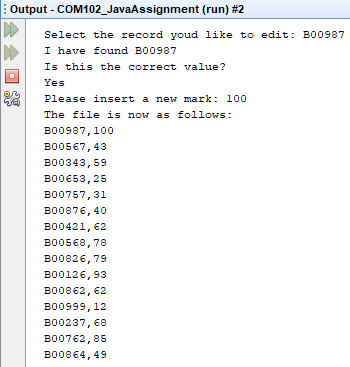 Output - COM102_JavaAssignment (run) #2
Select the record youd like to edit: B00987
I have found B00987
Is this the correct value?
Yes
Please insert a new mark: 100
The file is now as follows:
B00987,100
B00567,43
B00343,59
B00653,25
B00757,31
B00876,40
B00421,62
B00568,78
B00826,79
B00126,93
B00862,62
B00999,12
B00237,68
B00762,85
B00864,49